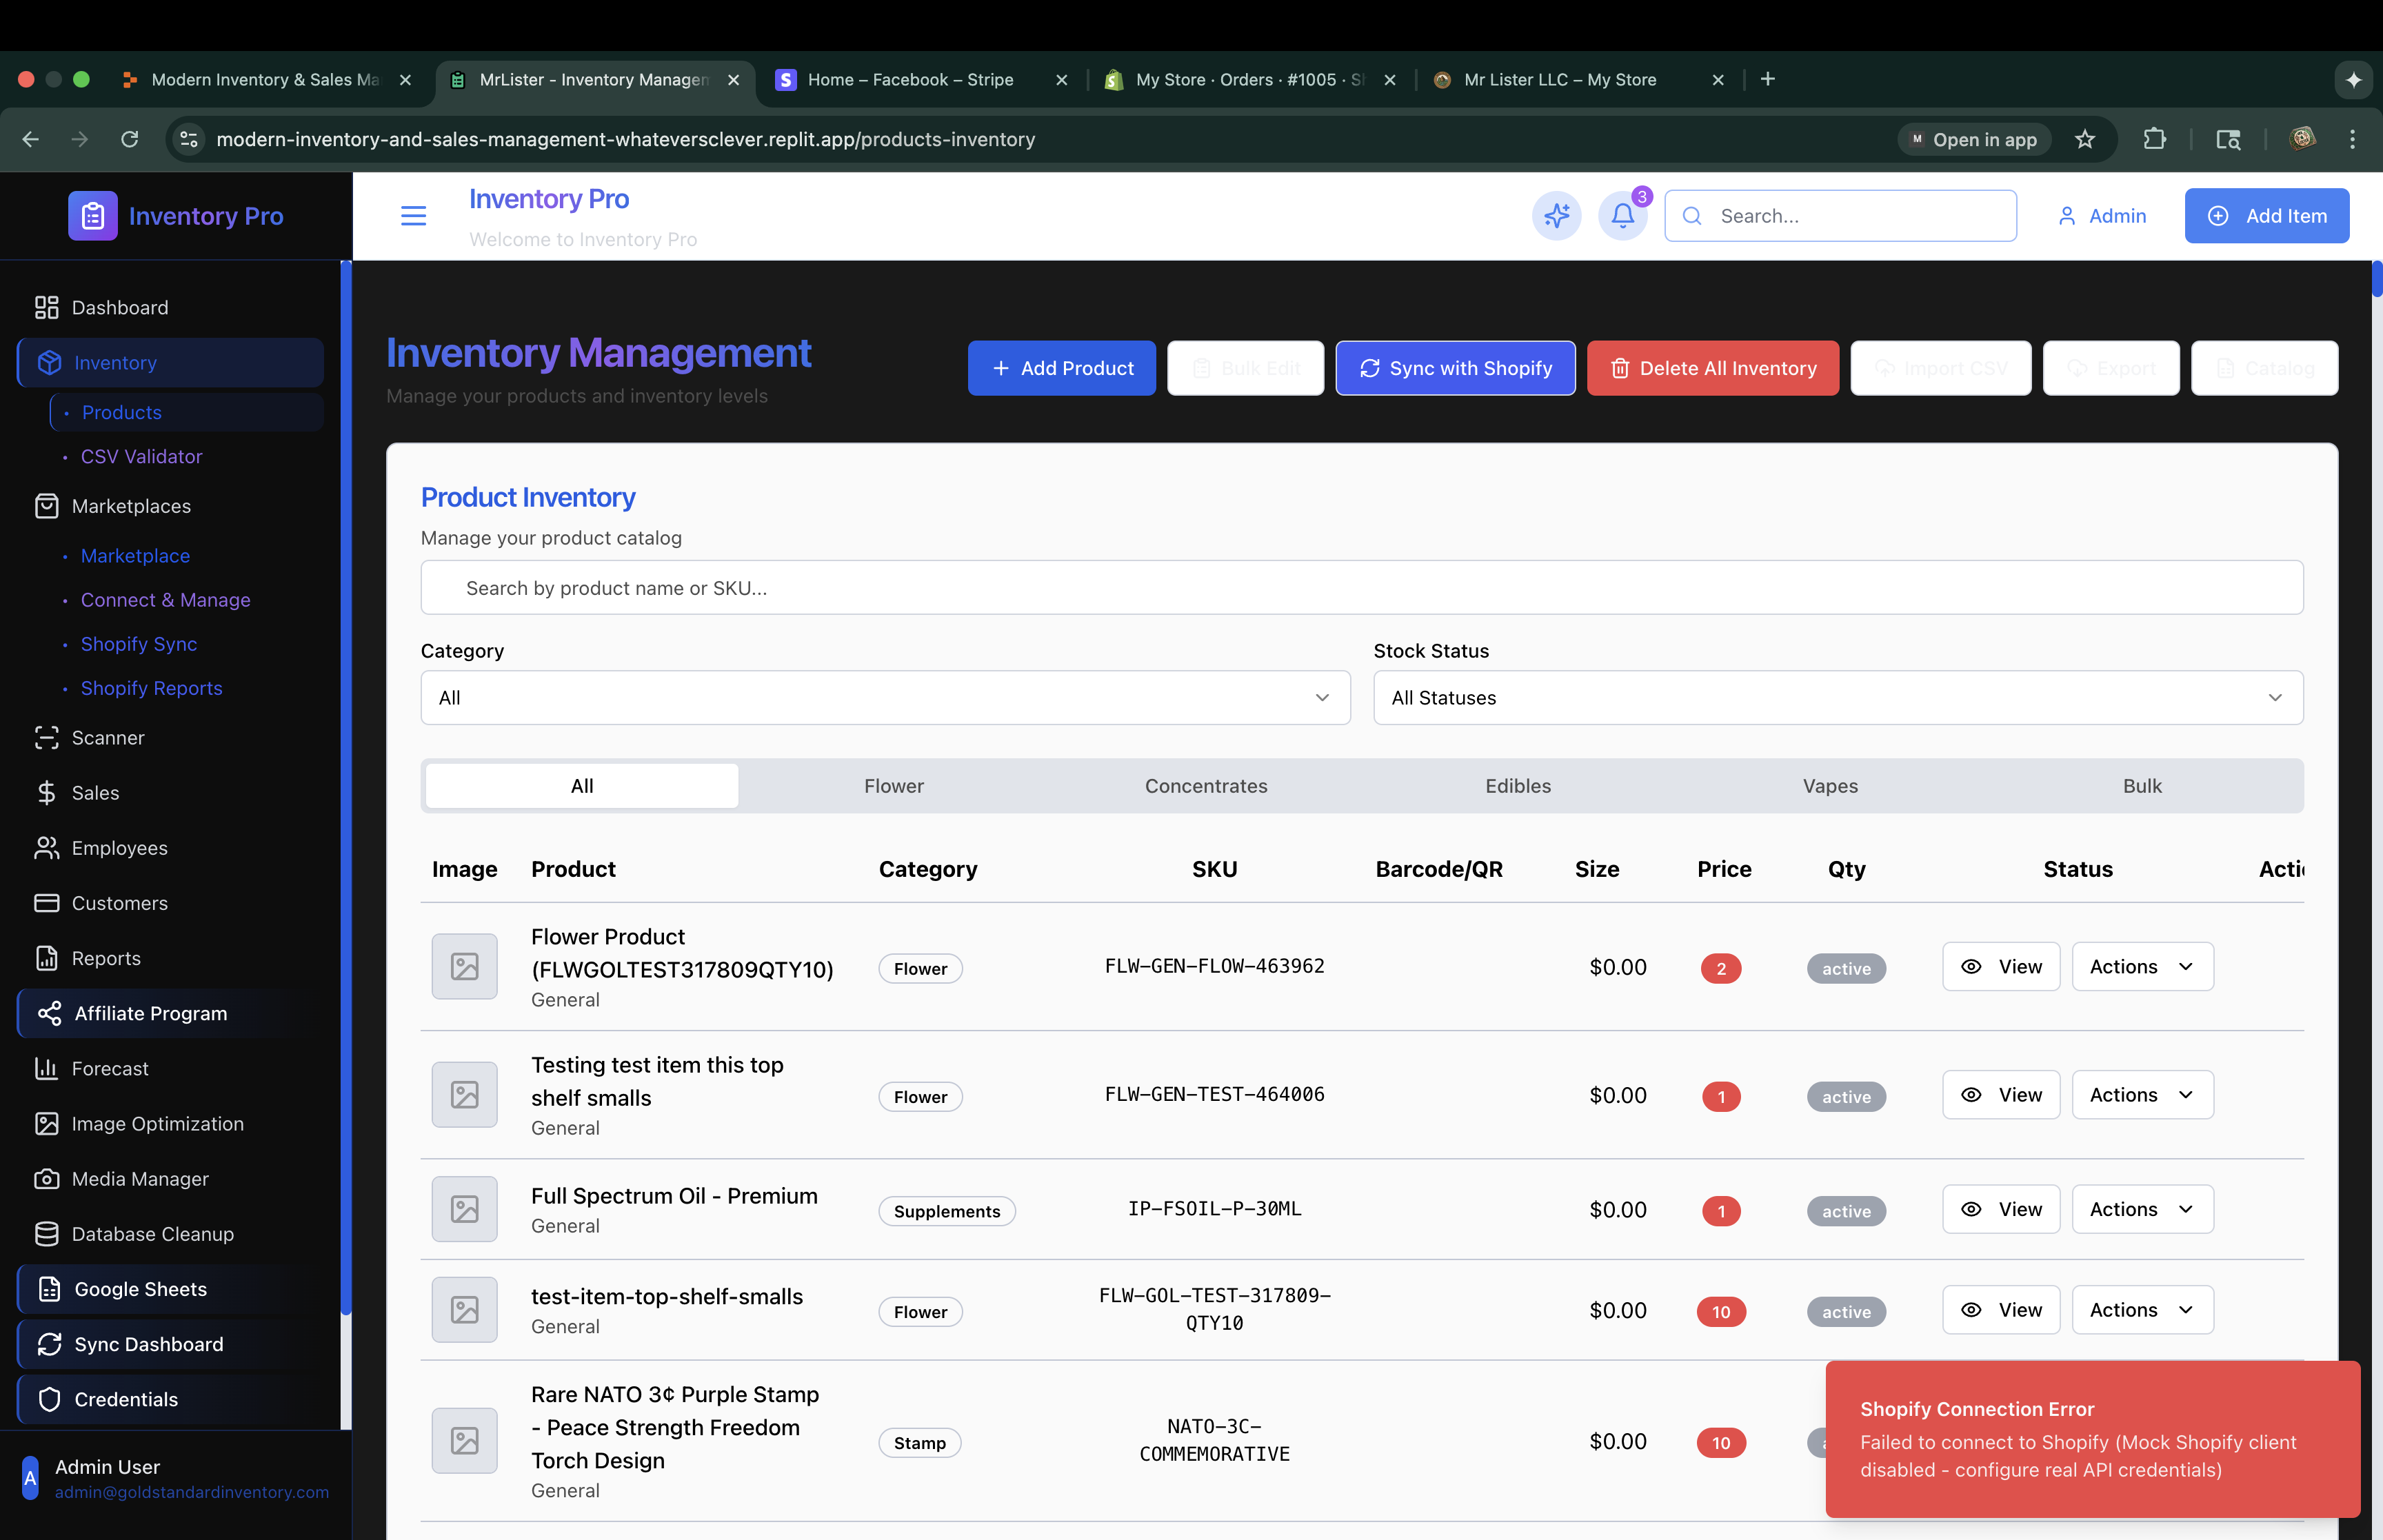 Modern Inventory & Sales Ma
MrLister - Inventory Managem
Home – Facebook – Stripe
My Store · Orders · #1005 · Sh
Mr Lister LLC – My Store
modern-inventory-and-sales-management-whateversclever.replit.app/products-inventory
M Open in app
Inventory Pro
Dashboard
Inventory
Products
CSV Validator
Marketplaces
Marketplace
Connect & Manage
Shopify Sync
Shopify Reports
Scanner
Sales
Employees
Customers
Reports
Affiliate Program
Forecast
Image Optimization
Media Manager
Database Cleanup
Google Sheets
Sync Dashboard
Credentials
A
Admin User
admin@goldstandardinventory.com
Inventory Pro
Welcome to Inventory Pro
3
Search...
Admin
Add Item
Inventory Management
Manage your products and inventory levels
Add Product
Bulk Edit
Sync with Shopify
Delete All Inventory
Import CSV
Export
Catalog
Product Inventory
Manage your product catalog
Search by product name or SKU...
Category
All
Stock Status
All Statuses
All Flower Concentrates Edibles Vapes Bulk
Image Product Category SKU Barcode/QR Size Price Qty Status Actio
Flower Product
(FLWGOLTEST317809QTY10)
General
Flower
FLW-GEN-FLOW-463962
$0.00
2
active
View
Actions
Testing test item this top
shelf smalls
General
Flower
FLW-GEN-TEST-464006
$0.00
1
active
View
Actions
Full Spectrum Oil - Premium
General
Supplements
IP-FSOIL-P-30ML
$0.00
1
active
View
Actions
test-item-top-shelf-smalls
General
Flower
FLW-GOL-TEST-317809-
QTY10
$0.00
10
active
View
Actions
Rare NATO 3¢ Purple Stamp
- Peace Strength Freedom
Torch Design
General
Stamp
NATO-3C-
COMMEMORATIVE
$0.00
10
Shopify Connection Error
Failed to connect to Shopify (Mock Shopify client
disabled - configure real API credentials)